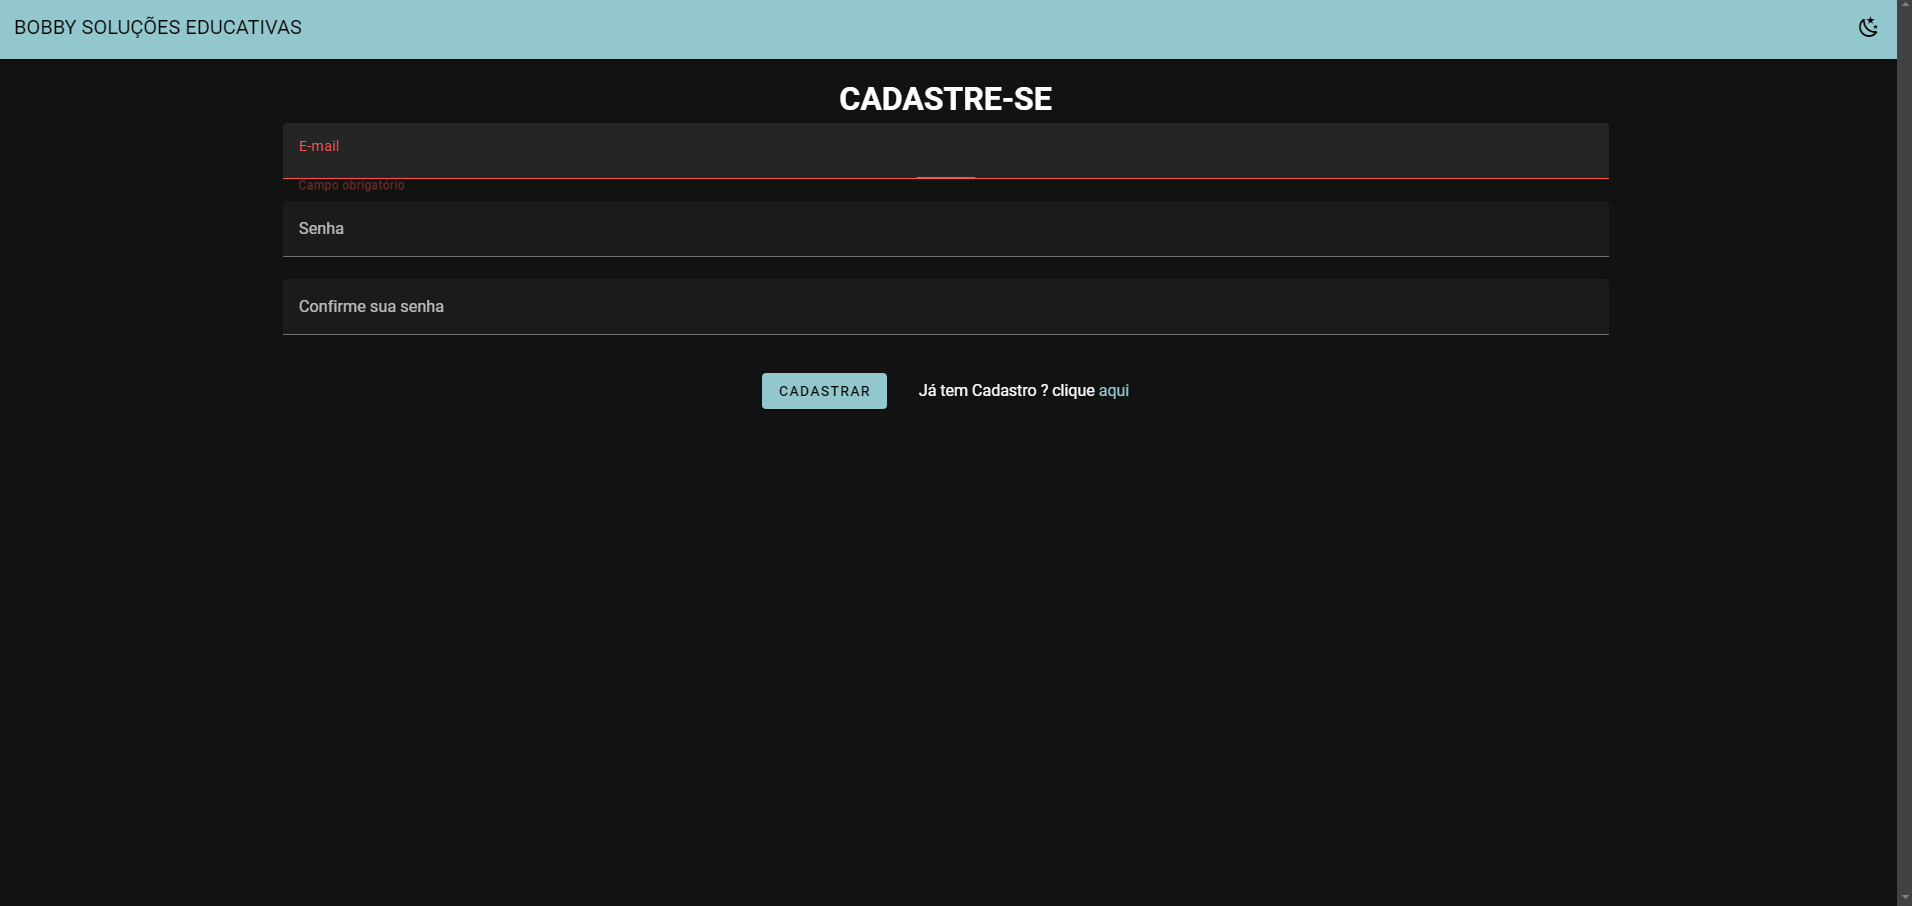 BOBBY SOLUÇÕES EDUCATIVAS
CADASTRE-SE
E-mail
Campo obrigatório
Senha
Confirme sua senha
CADASTRAR
Já tem Cadastro ? clique aqui